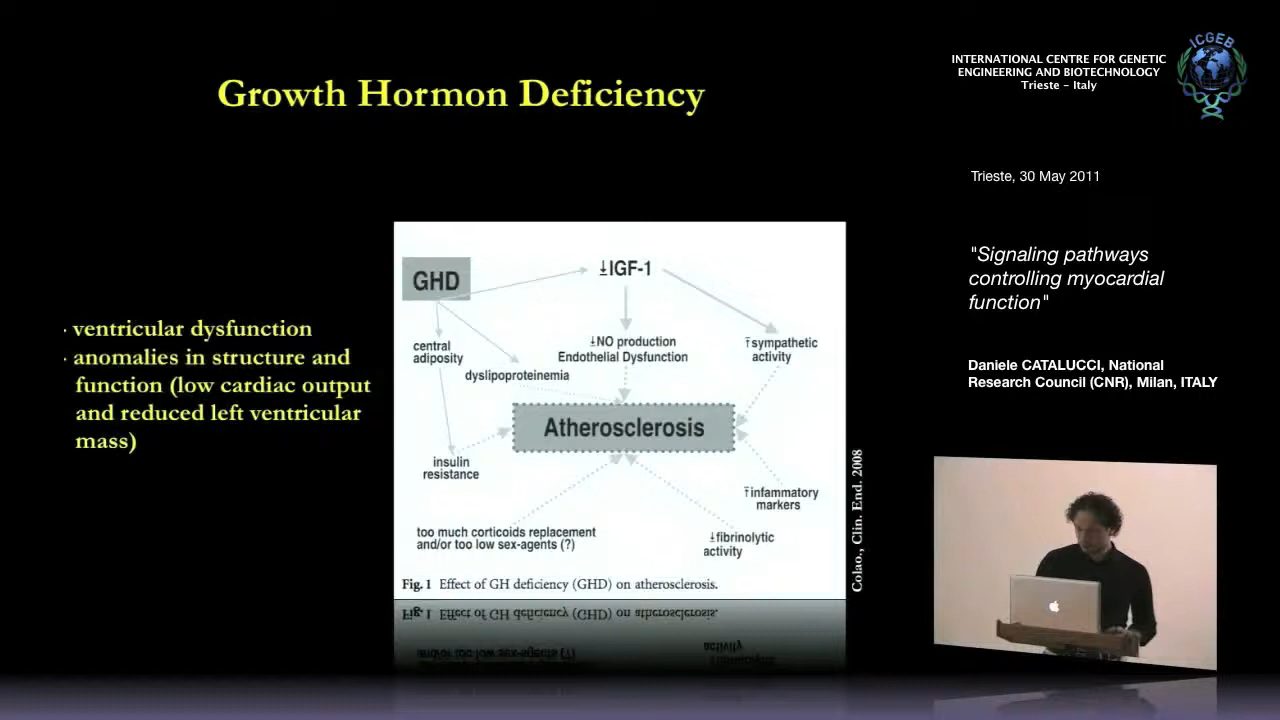 Growth Hormon Deficiency
INTERNATIONAL CENTRE FOR GENETIC
ENGINEERING AND BIOTECHNOLOGY
Trieste - Italy
ICGEB
Trieste, 30 May 2011
"Signaling pathways
controlling myocardial
function"
Daniele CATALUCCI, National
Research Council (CNR), Milan, ITALY
· ventricular dysfunction
· anomalies in structure and
function (low cardiac output
and reduced left ventricular
mass)
GHD
↓IGF-1
central
adiposity
dyslipoproteinemia
↓NO production
Endothelial Dysfunction
↑sympathetic
activity
Atherosclerosis
insulin
resistance
↑infammatory
markers
too much corticoids replacement
and/or too low sex-agents (?)
↓fibrinolytic
activity
Fig. 1 Effect of GH deficiency (GHD) on atherosclerosis.
Colao., Clin. End. 2008